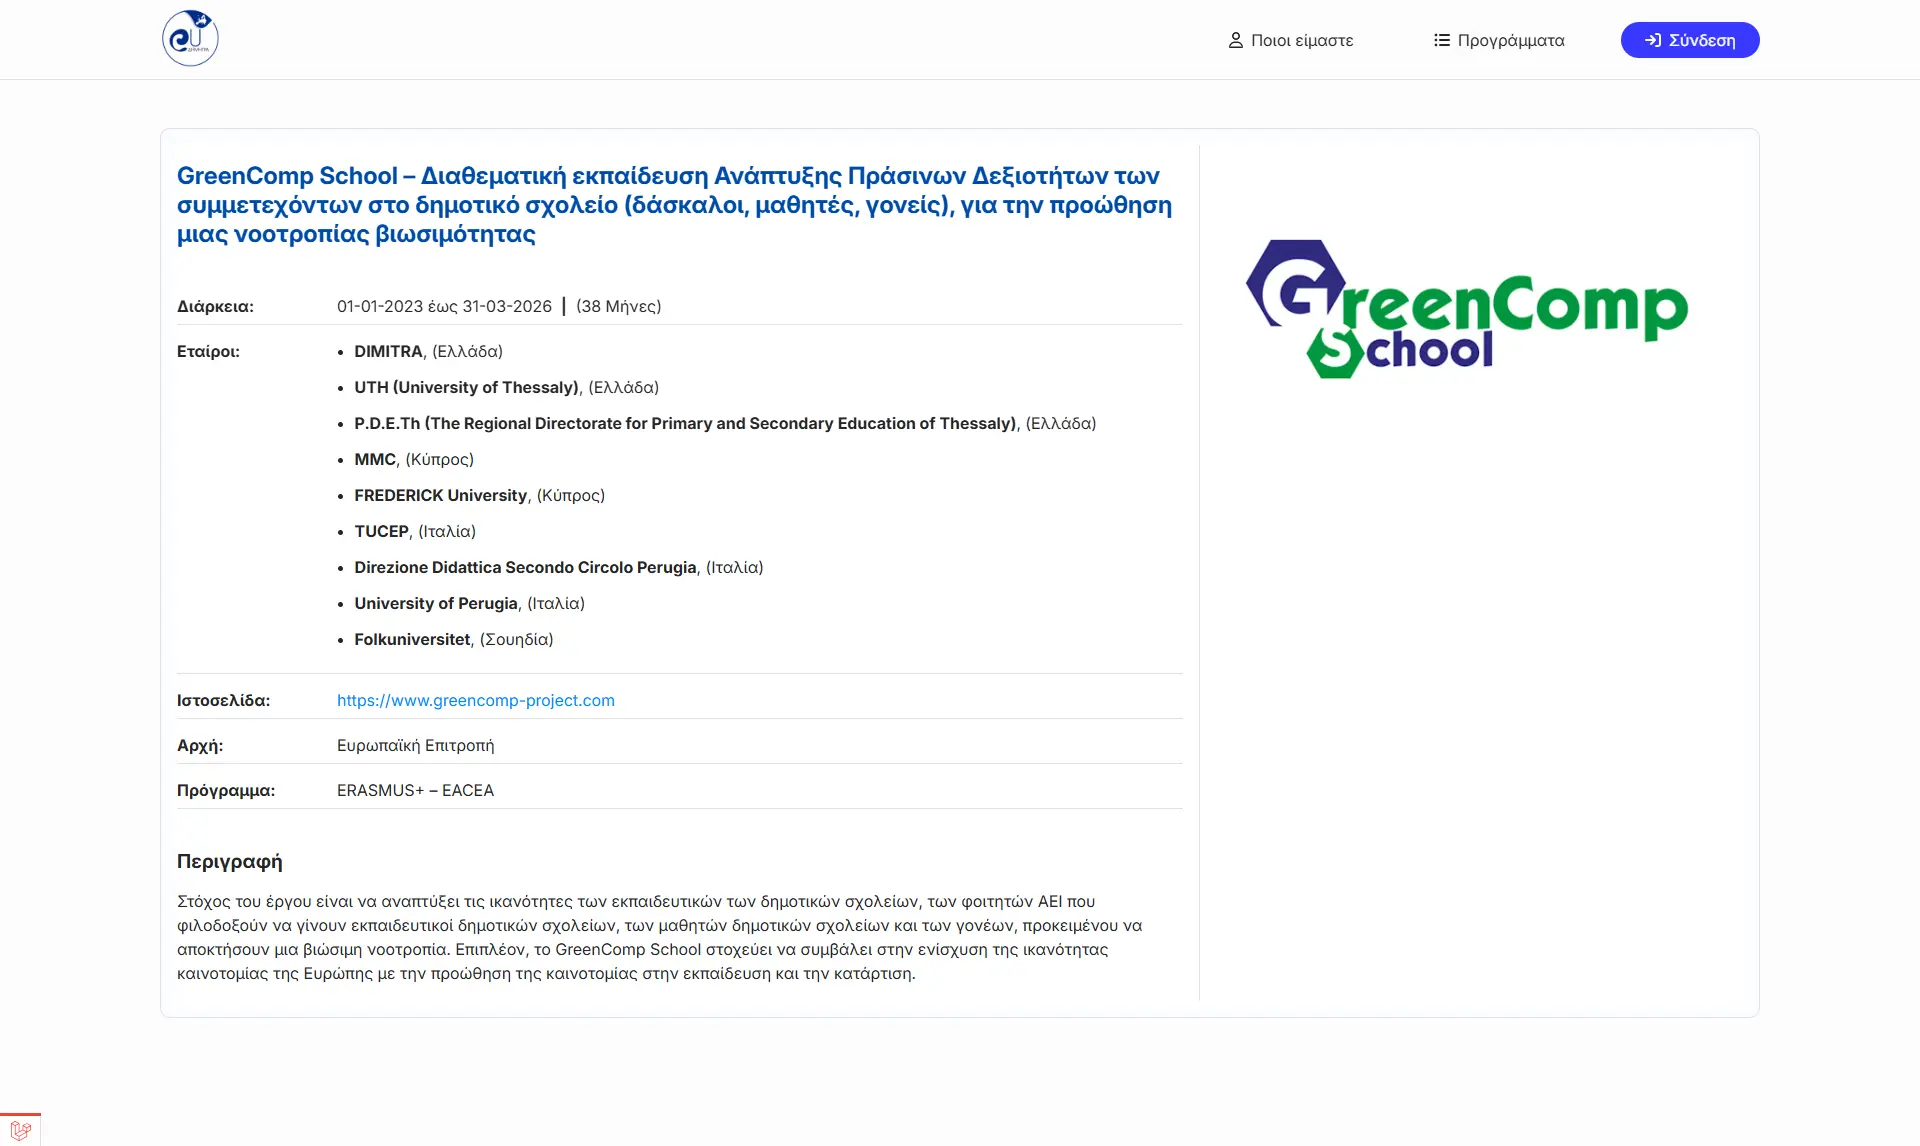 eU
ΔΗΜΗΤΡΑ
Ποιοι είμαστε
Προγράμματα
Σύνδεση
GreenComp School – Διαθεματική εκπαίδευση Ανάπτυξης Πράσινων Δεξιοτήτων των
συμμετεχόντων στο δημοτικό σχολείο (δάσκαλοι, μαθητές, γονείς), για την προώθηση
μιας νοοτροπίας βιωσιμότητας
Διάρκεια: 01-01-2023 έως 31-03-2026 | (38 Μήνες)
Εταίροι: • DIMITRA, (Ελλάδα)
• UTH (University of Thessaly), (Ελλάδα)
• P.D.E.Th (The Regional Directorate for Primary and Secondary Education of Thessaly), (Ελλάδα)
• MMC, (Κύπρος)
• FREDERICK University, (Κύπρος)
• TUCEP, (Ιταλία)
• Direzione Didattica Secondo Circolo Perugia, (Ιταλία)
• University of Perugia, (Ιταλία)
• Folkuniversitet, (Σουηδία)
Ιστοσελίδα: https://www.greencomp-project.com
Αρχή: Ευρωπαϊκή Επιτροπή
Πρόγραμμα: ERASMUS+ – EACEA
Περιγραφή
Στόχος του έργου είναι να αναπτύξει τις ικανότητες των εκπαιδευτικών των δημοτικών σχολείων, των φοιτητών ΑΕΙ που
φιλοδοξούν να γίνουν εκπαιδευτικοί δημοτικών σχολείων, των μαθητών δημοτικών σχολείων και των γονέων, προκειμένου να
αποκτήσουν μια βιώσιμη νοοτροπία. Επιπλέον, το GreenComp School στοχεύει να συμβάλει στην ενίσχυση της ικανότητας
καινοτομίας της Ευρώπης με την προώθηση της καινοτομίας στην εκπαίδευση και την κατάρτιση.
GreenComp
School